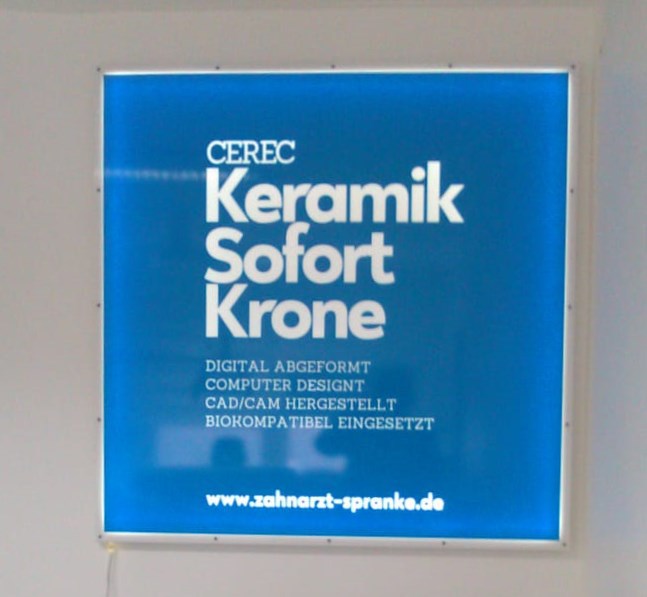 CEREC
Keramik
Sofort
Krone
DIGITAL ABGEFORMT
COMPUTER DESIGNT
CAD/CAM HERGESTELLT
BIOKOMPATIBEL EINGESETZT
www.zahnarzt-spranke.de